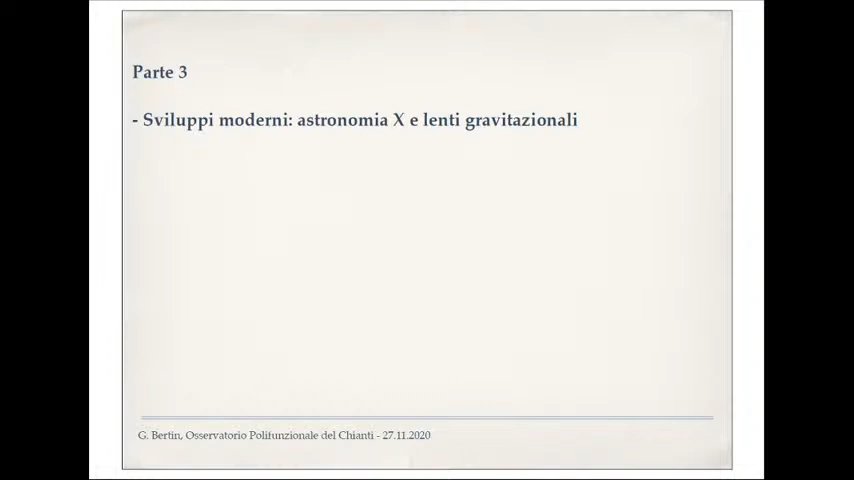 Parte 3
- Sviluppi moderni: astronomia X e lenti gravitazionali
G. Bertin, Osservatorio Polifunzionale del Chianti - 27.11.2020